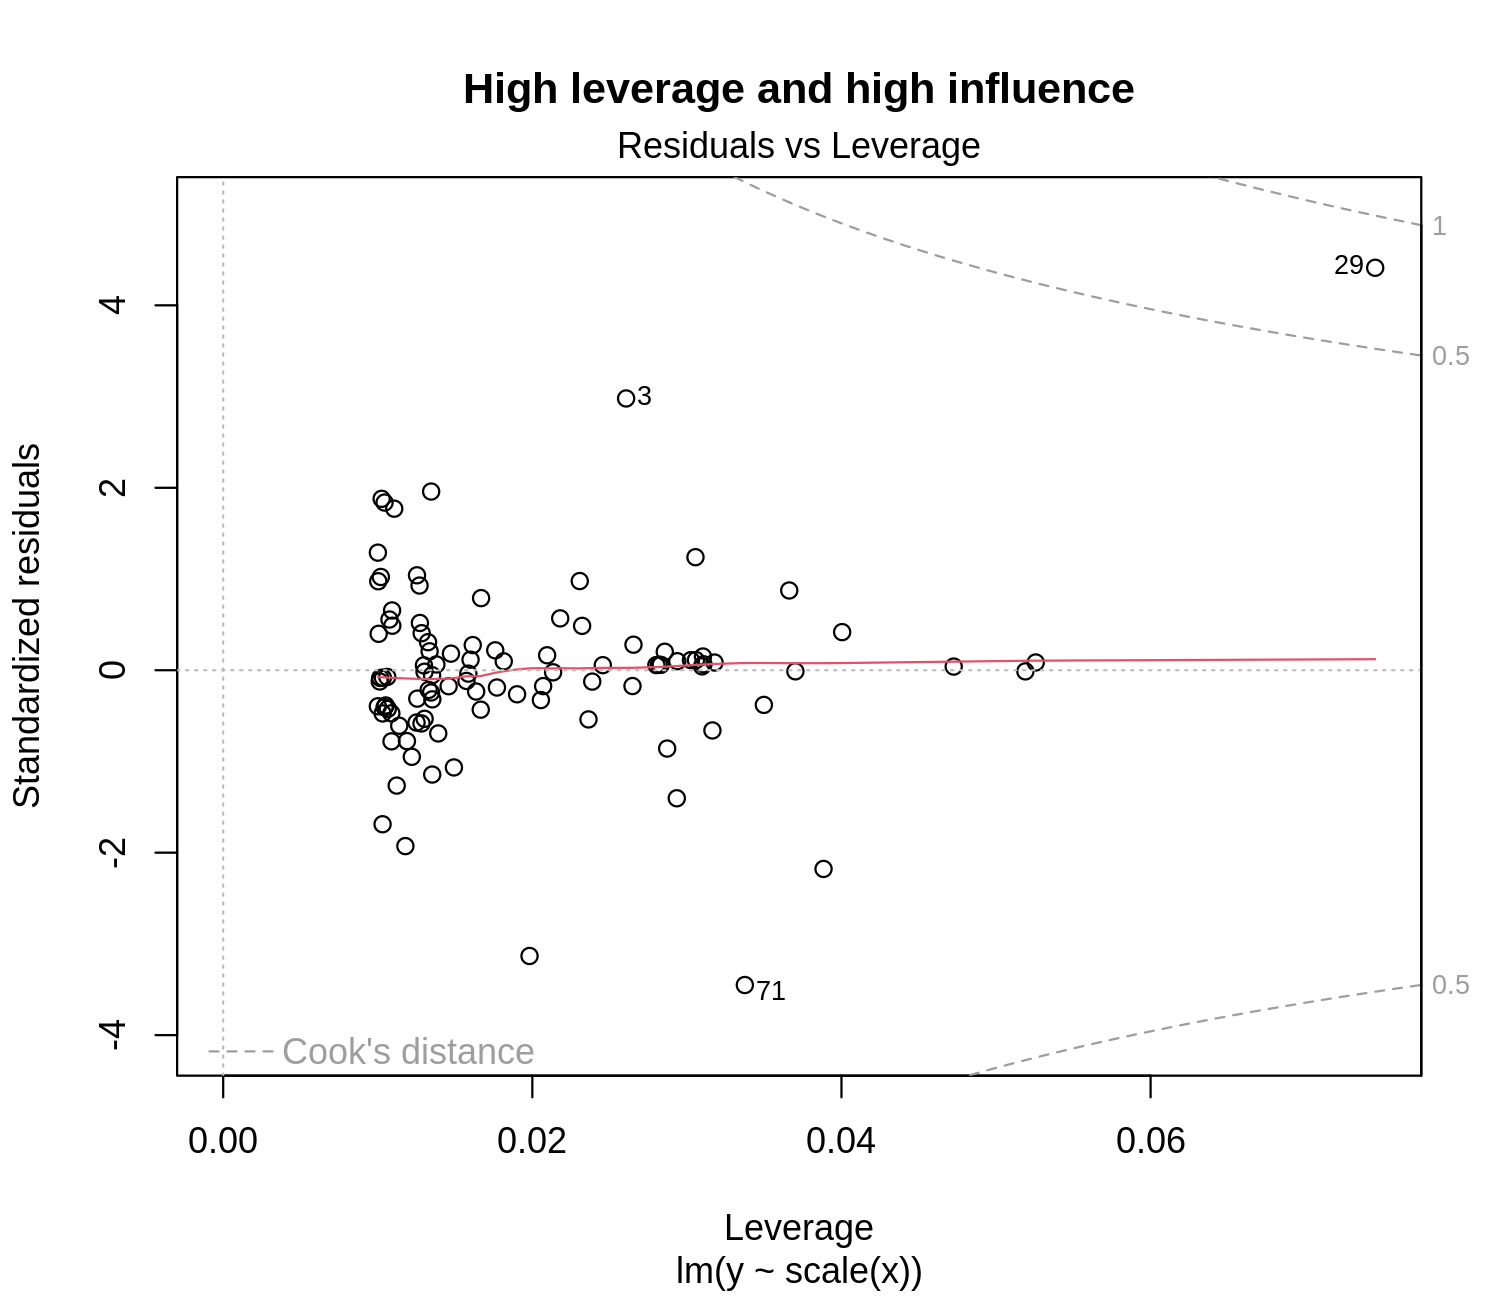 High leverage and high influence
Residuals vs Leverage
1
29
0.5
4
3
2
Standardized residuals
0
-2
71
0.5
-4
Cook's distance
0.00 0.02 0.04 0.06
Leverage
lm(y ~ scale(x))